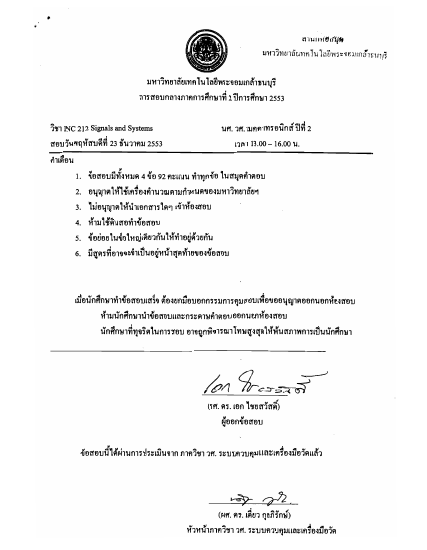 สำนักหอสมุด
มหาวิทยาลัยเทคโนโลยีพระจอมเกล้าธนบุรี
มหาวิทยาลัยเทคโนโลยีพระจอมเกล้าธนบุรี
การสอบกลางภาคการศึกษาที่ 2 ปีการศึกษา 2553
วิชา INC 212 Signals and Systems นศ. วศ.เมคคาทรอนิกส์ ปีที่ 2
สอบวันพฤหัสบดีที่ 23 ธันวาคม 2553 เวลา 13.00 – 16.00 น.
คำเตือน
1. ข้อสอบมีทั้งหมด 4 ข้อ 92 คะแนน ทำทุกข้อ ในสมุดคำตอบ
2. อนุญาตให้ใช้เครื่องคำนวณตามกำหนดของมหาวิทยาลัยฯ
3. ไม่อนุญาตให้นำเอกสารใดๆ เข้าห้องสอบ
4. ห้ามใช้ดินสอทำข้อสอบ
5. ข้อย่อยในข้อใหญ่เดียวกันให้ทำอยู่ด้วยกัน
6. มีสูตรที่อาจจะจำเป็นอยู่หน้าสุดท้ายของข้อสอบ
เมื่อนักศึกษาทำข้อสอบเสร็จ ต้องยกมือบอกกรรมการคุมสอบเพื่อขออนุญาตออกนอกห้องสอบ
ห้ามนักศึกษานำข้อสอบและกระดาษคำตอบออกนอกห้องสอบ
นักศึกษาที่ทุจริตในการสอบ อาจถูกพิจารณาโทษสูงสุดให้พ้นสภาพการเป็นนักศึกษา
(รศ. ดร. เอก ไชยสวัสดิ์)
ผู้ออกข้อสอบ
ข้อสอบนี้ได้ผ่านการประเมินจาก ภาควิชา วศ. ระบบควบคุมและเครื่องมือวัดแล้ว
(ผศ. ดร. เดี่ยว กุลพิรักษ์)
หัวหน้าภาควิชา วศ. ระบบควบคุมและเครื่องมือวัด